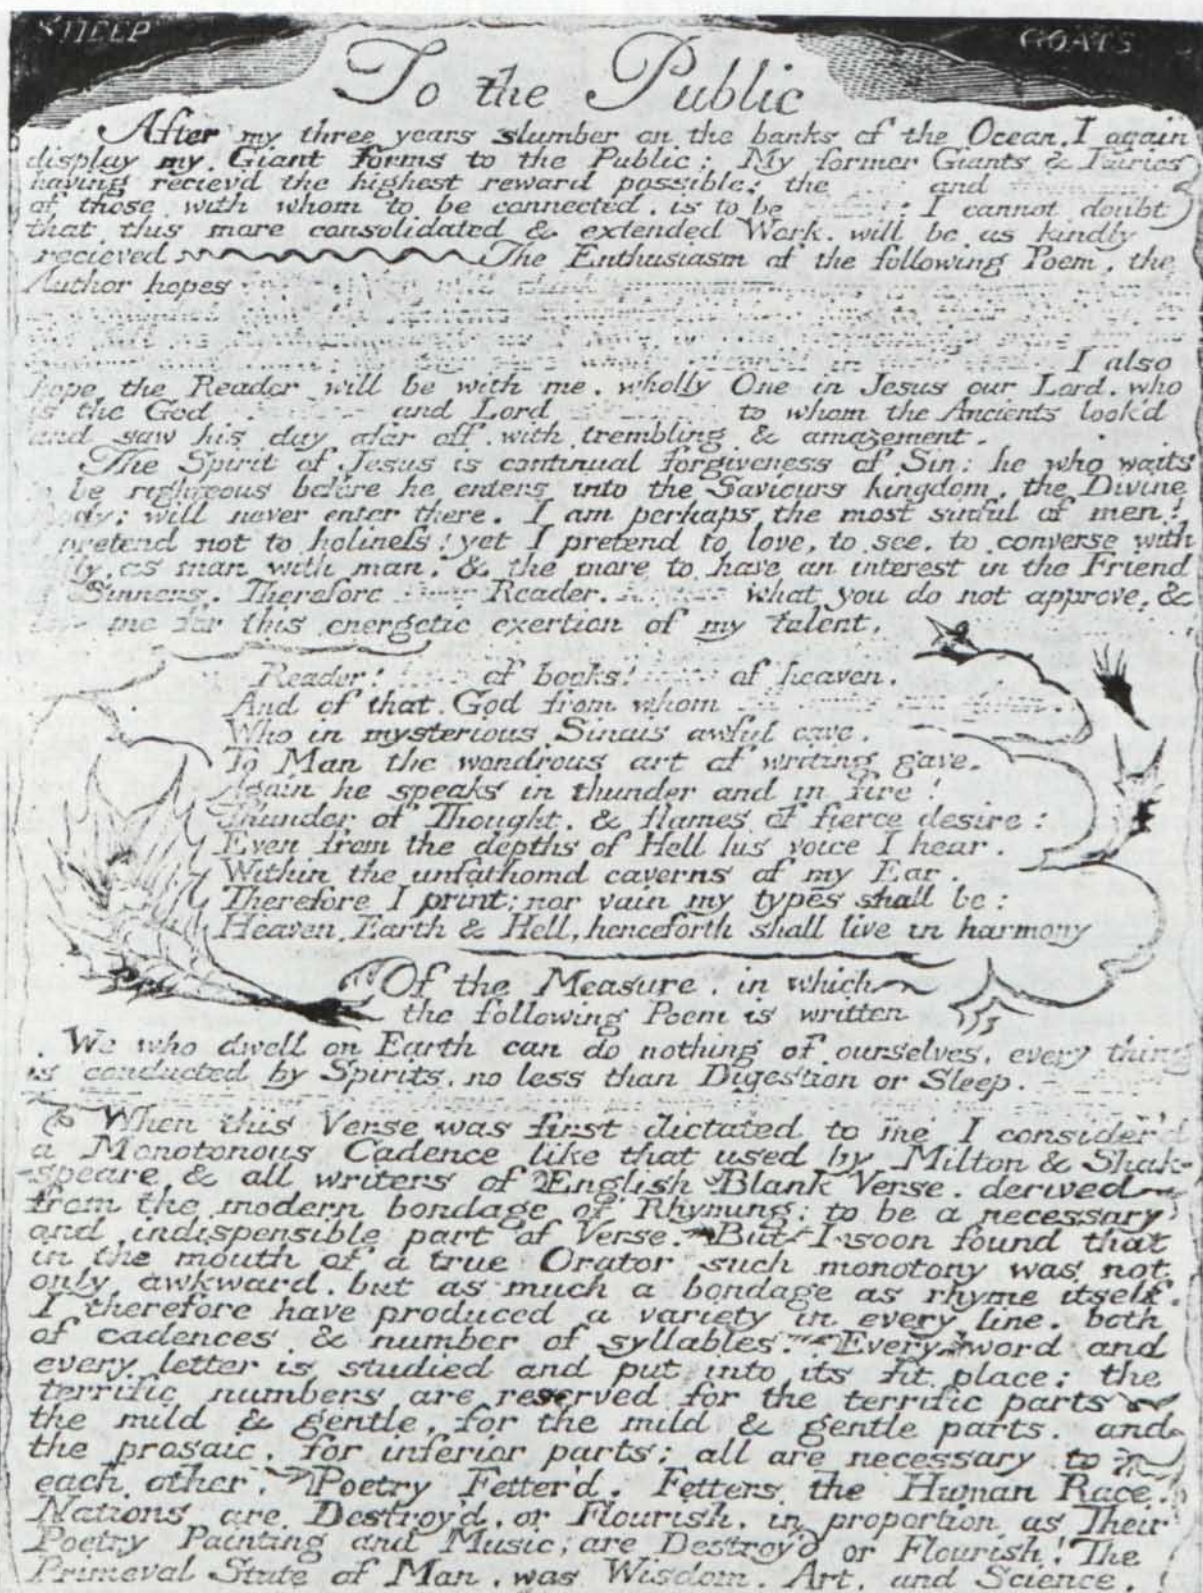 SHEEP
GOATS
To the Public
After my three years slumber on the banks of the Ocean, I again
display my Giant forms to the Public: My former Giants & Fairies
having reciev'd the highest reward possible: the and
of those with whom to be connected, is to be : I cannot doubt
that this more consolidated & extended Work, will be as kindly
recieved The Enthusiasm of the following Poem, the
Author hopes
I also
hope the Reader will be with me, wholly One in Jesus our Lord, who
is the God and Lord to whom the Ancients look'd
and saw his day afar off, with trembling & amazement.
The Spirit of Jesus is continual forgiveness of Sin: he who waits
be righteous before he enters into the Saviours kingdom, the Divine
Body; will never enter there. I am perhaps the most sinful of men!
pretend not to holiness! yet I pretend to love, to see, to converse with
as man with man, & the more to have an interest in the Friend
Sinners. Therefore Reader, what you do not approve, &
me for this energetic exertion of my talent.
Reader! of books! of heaven,
And of that God from whom
Who in mysterious Sinais awful cave,
To Man the wondrous art of writing gave,
Again he speaks in thunder and in fire!
Thunder of Thought, & flames of fierce desire:
Even from the depths of Hell his voice I hear,
Within the unfathomd caverns of my Ear.
Therefore I print; nor vain my types shall be:
Heaven, Earth & Hell, henceforth shall live in harmony
Of the Measure, in which
the following Poem is written
We who dwell on Earth can do nothing of ourselves, every thing
is conducted by Spirits, no less than Digestion or Sleep.
When this Verse was first dictated to me I consider'd
a Monotonous Cadence like that used by Milton & Shak-
-speare & all writers of English Blank Verse, derived
from the modern bondage of Rhyming; to be a necessary
and indispensible part of Verse. But I soon found that
in the mouth of a true Orator such monotony was not
only awkward, but as much a bondage as rhyme itself.
I therefore have produced a variety in every line, both
of cadences & number of syllables. Every word and
every letter is studied and put into its fit place: the
terrific numbers are reserved for the terrific parts
the mild & gentle, for the mild & gentle parts, and
the prosaic, for inferior parts: all are necessary to
each other. Poetry Fetter'd, Fetters the Human Race.
Nations are Destroy'd, or Flourish, in proportion as Their
Poetry Painting and Music, are Destroy'd or Flourish! The
Primeval State of Man, was Wisdom, Art, and Science.